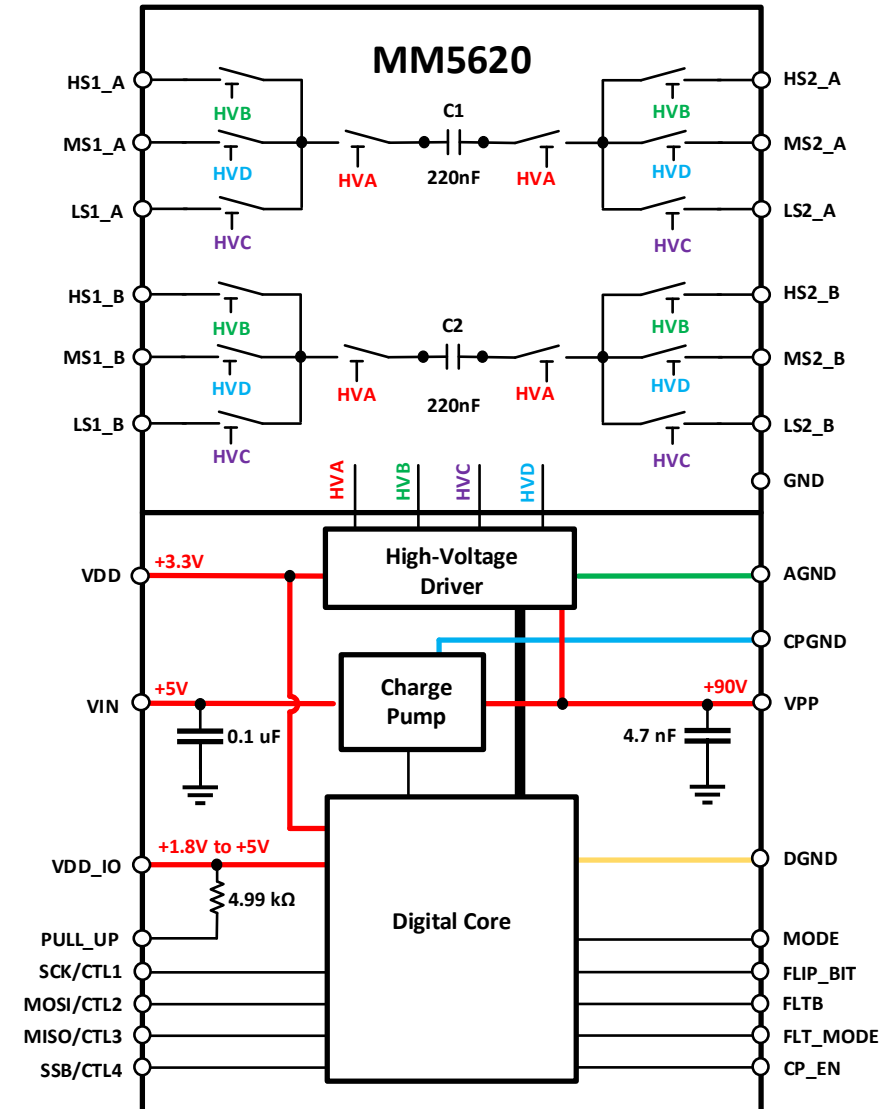 MM5620
HS1_A
HVB
C1
HVB
HS2_A
MS1_A
HVD
HVA
220nF
HVA
HVD
MS2_A
LS1_A
HVC
HVC
LS2_A
HS1_B
HVB
C2
HVB
HS2_B
MS1_B
HVD
HVA
220nF
HVA
HVD
MS2_B
LS1_B
HVC
HVC
LS2_B
GND
HVA
HVB
HVC
HVD
VDD
+3.3V
High-Voltage
Driver
AGND
CPGND
VIN
+5V
0.1 uF
Charge
Pump
+90V
4.7 nF
VPP
VDD_IO
+1.8V to +5V
4.99 kΩ
Digital Core
DGND
PULL_UP
MODE
SCK/CTL1
FLIP_BIT
MOSI/CTL2
FLTB
MISO/CTL3
FLT_MODE
SSB/CTL4
CP_EN